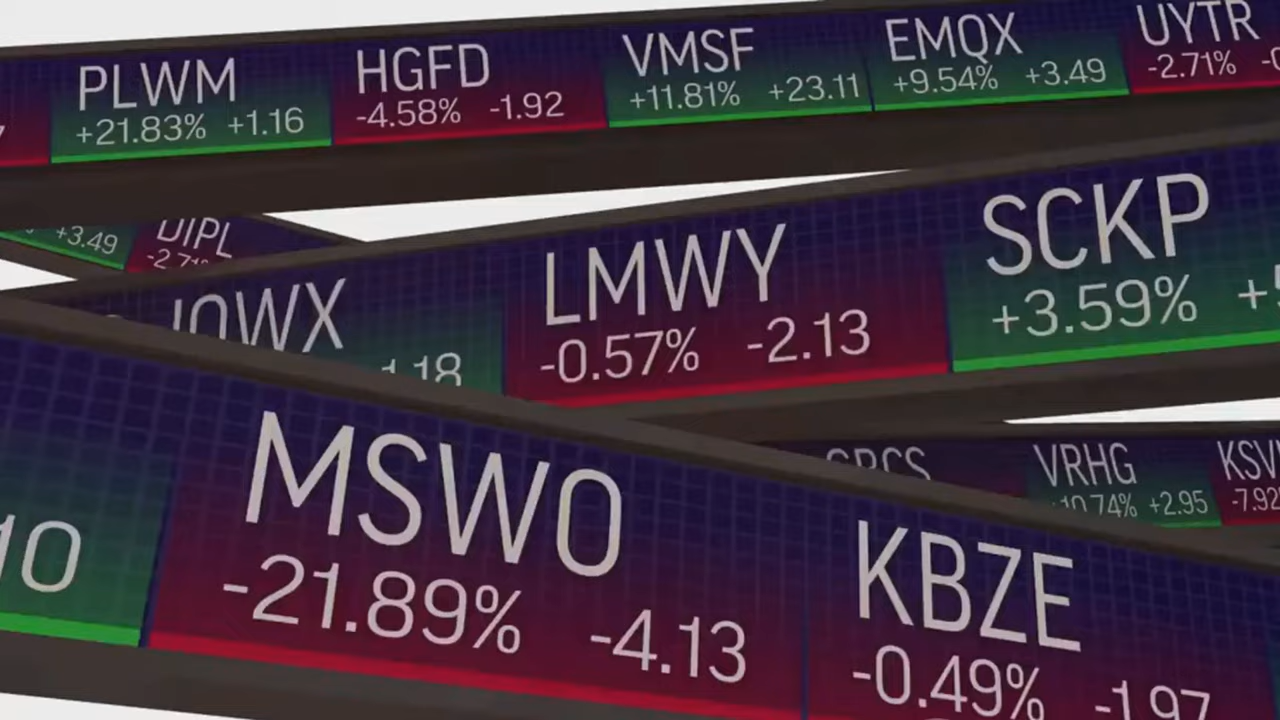 PLWM
+21.83% +1.16
HGFD
-4.58% -1.92
VMSF
+11.81% +23.11
EMQX
+9.54% +3.49
UYTR
-2.71%
+3.49
DIPL
LMWY
-0.57% -2.13
SCKP
+3.59%
VRHG
+2.95
MSWO
-21.89% -4.13
KBZE
-0.49% -1.97